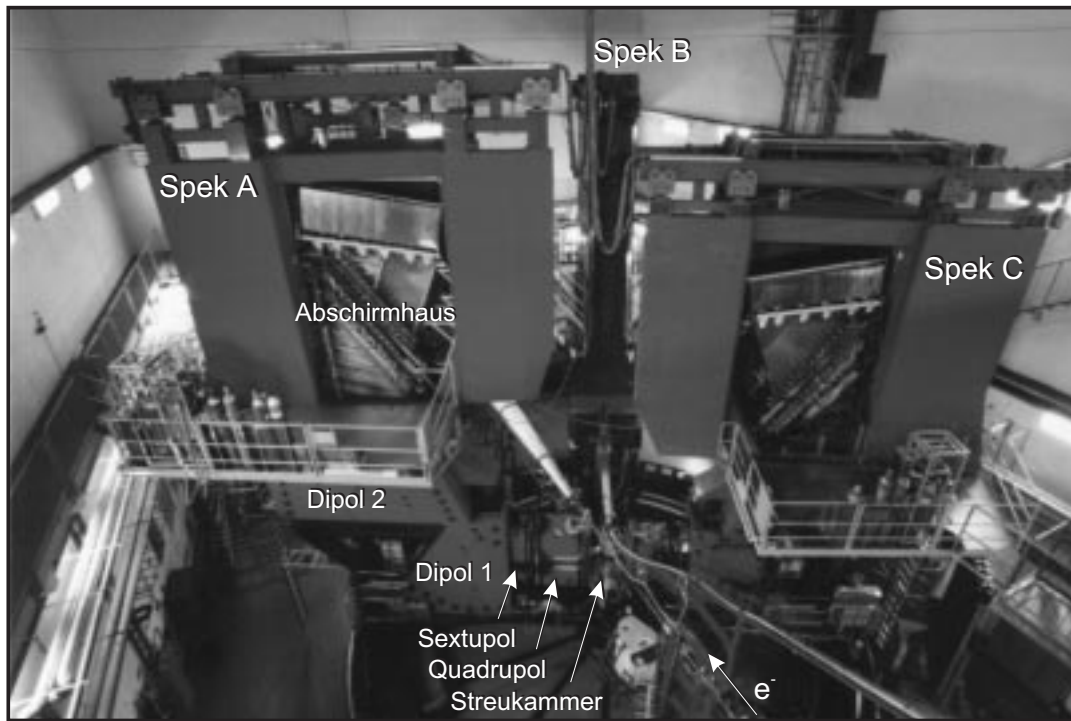 Spek B
Spek A
Spek C
Abschirmhaus
Dipol 2
Dipol 1
Sextupol
Quadrupol
Streukammer
e-